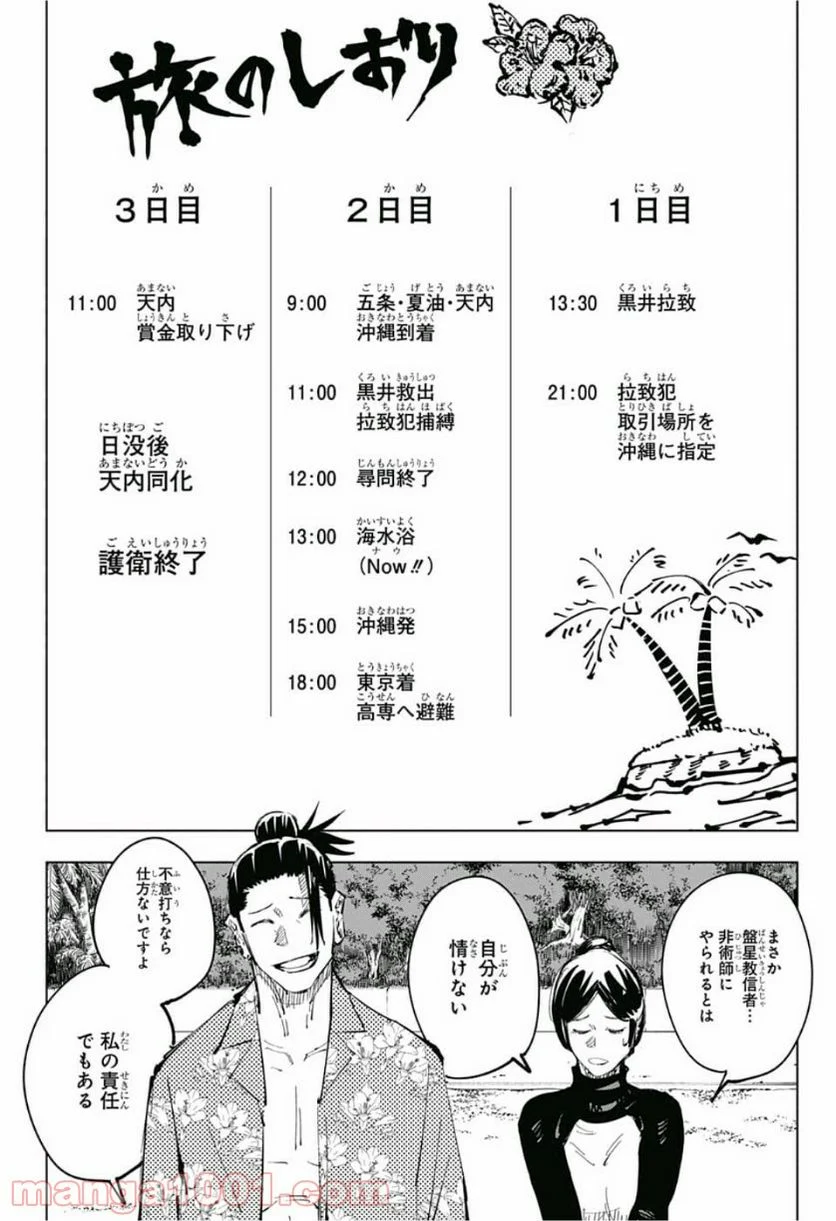 旅のしおり
1日目
13:30 黒井拉致
21:00 拉致犯
取引場所を
沖縄に指定
2日目
9:00 五条・夏油・天内
沖縄到着
11:00 黒井救出
拉致犯捕縛
12:00 尋問終了
13:00 海水浴
(Now!!)
15:00 沖縄発
18:00 東京着
高専へ避難
3日目
11:00 天内
賞金取り下げ
日没後
天内同化
護衛終了
まさか
盤星教信者…
非術師に
やられるとは
自分が
情けない
不意打ちなら
仕方ないですよ
私の責任
でもある
manga1001.com